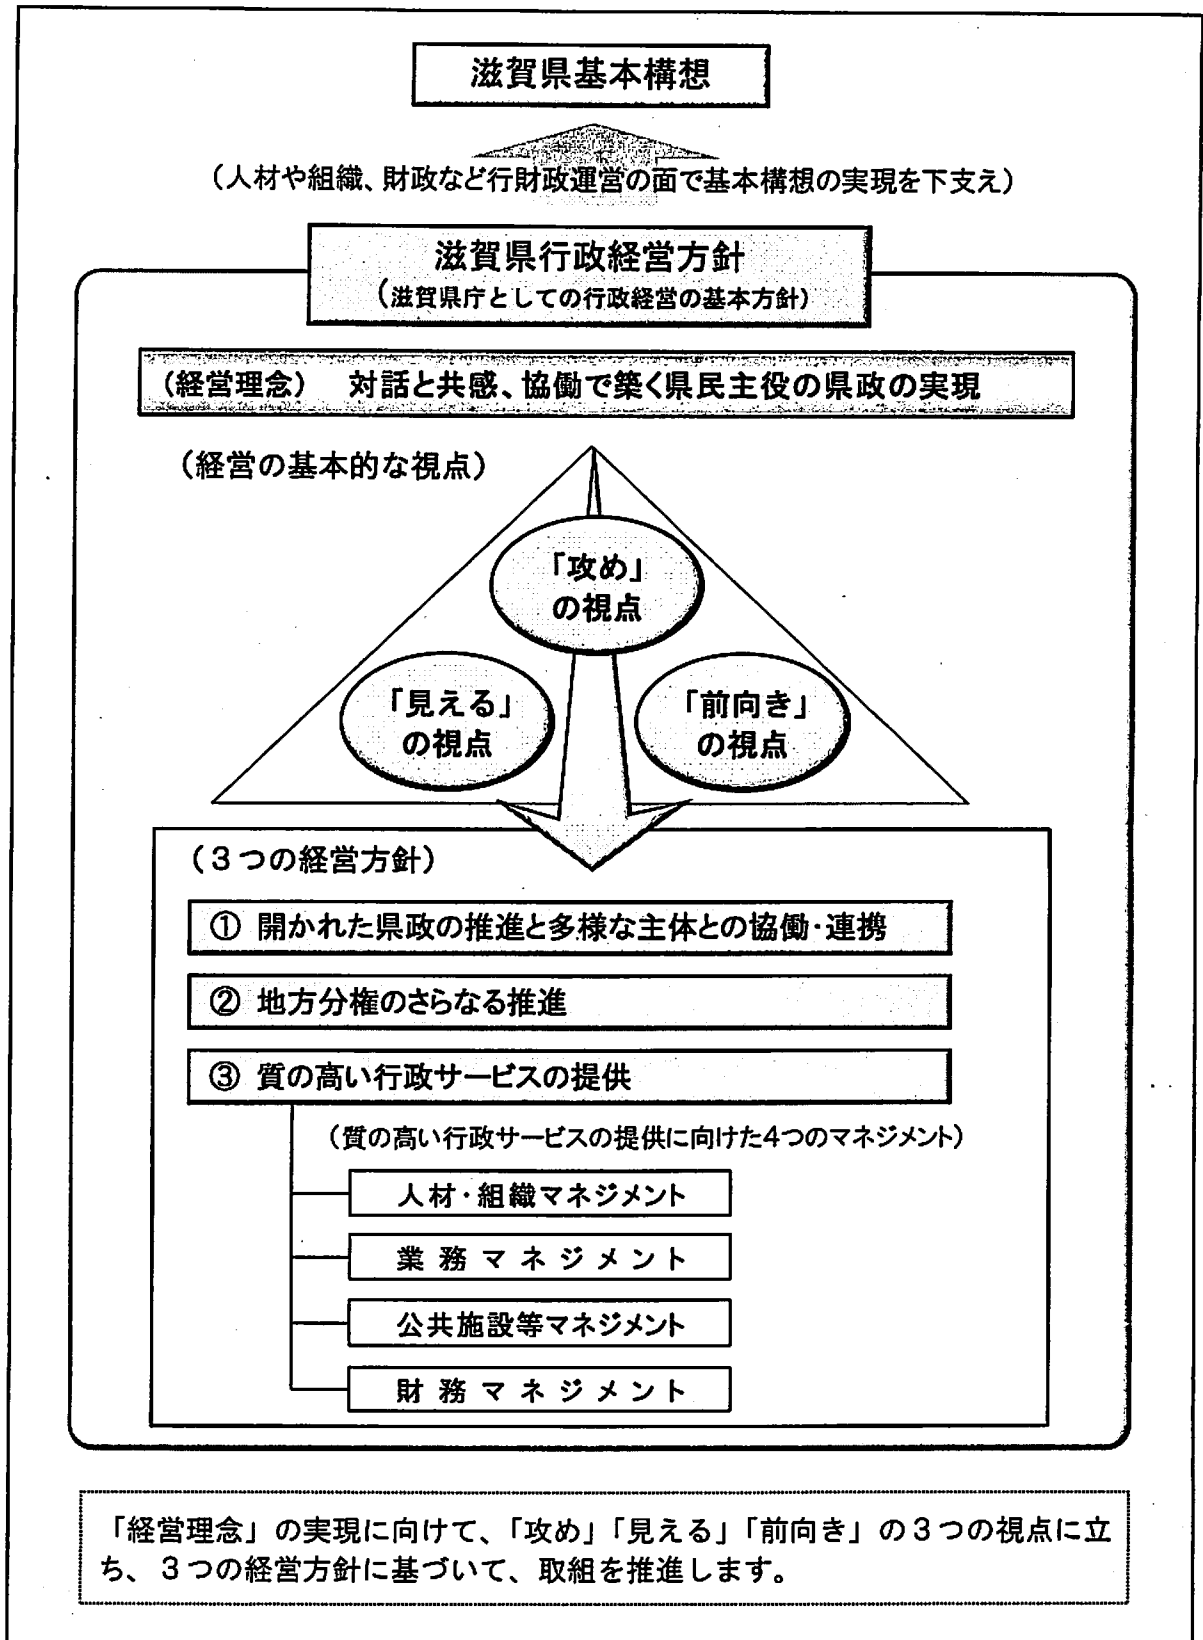 滋賀県基本構想
（人材や組織、財政など行財政運営の面で基本構想の実現を下支え）
滋賀県行政経営方針
（滋賀県庁としての行政経営の基本方針）
（経営理念）　対話と共感、協働で築く県民主役の県政の実現
（経営の基本的な視点）
「攻め」
の視点
「見える」
の視点
「前向き」
の視点
（３つの経営方針）
① 開かれた県政の推進と多様な主体との協働・連携
② 地方分権のさらなる推進
③ 質の高い行政サービスの提供
（質の高い行政サービスの提供に向けた4つのマネジメント）
人材・組織マネジメント
業務マネジメント
公共施設等マネジメント
財務マネジメント
「経営理念」の実現に向けて、「攻め」「見える」「前向き」の３つの視点に立
ち、３つの経営方針に基づいて、取組を推進します。